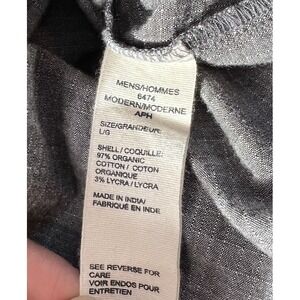 MENS/HOMMES
6474
MODERN/MODERNE
APH
SIZE/GRANDEUR:
L/G
SHELL/COQUILLE:
97% ORGANIC
COTTON / COTON
ORGANIQUE
3% LYCRA/LYCRA
MADE IN INDIA/
FABRIQUÉ EN INDE
SEE REVERSE FOR
CARE
VOIR ENDOS POUR
ENTRETIEN